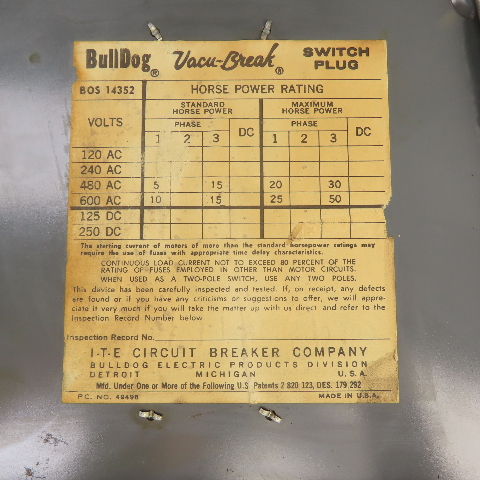 BullDog® Vacu-Break® SWITCH PLUG
BOS 14352 HORSE POWER RATING
VOLTS STANDARD HORSE POWER MAXIMUM HORSE POWER
PHASE DC PHASE DC
1 2 3 1 2 3
120 AC
240 AC
480 AC 5 15 20 30
600 AC 10 15 25 50
125 DC
250 DC
The starting current of motors of more than the standard horsepower ratings may
require the use of fuses with appropriate time delay characteristics.
CONTINUOUS LOAD CURRENT NOT TO EXCEED 80 PERCENT OF THE
RATING OF FUSES EMPLOYED IN OTHER THAN MOTOR CIRCUITS.
WHEN USED AS A TWO-POLE SWITCH, USE ANY TWO POLES.
This device has been carefully inspected and tested. If, on receipt, any defects
are found or if you have any criticisms or suggestions to offer, we will appre-
ciate it very much if you will take the matter up with us direct and refer to the
Inspection Record Number below.
Inspection Record No.
I-T-E CIRCUIT BREAKER COMPANY
BULLDOG ELECTRIC PRODUCTS DIVISION
DETROIT MICHIGAN U.S.A.
Mfd. Under One or More of the Following U.S. Patents 2 820 123, DES. 179 292
P.C. NO. 49498 MADE IN U.S.A.